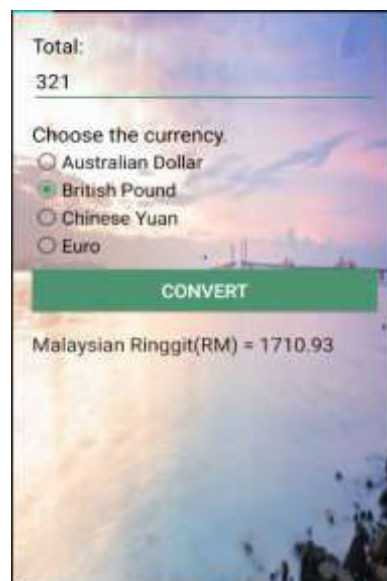 Total:
321
Choose the currency.
Australian Dollar
British Pound
Chinese Yuan
Euro
CONVERT
Malaysian Ringgit(RM) = 1710.93